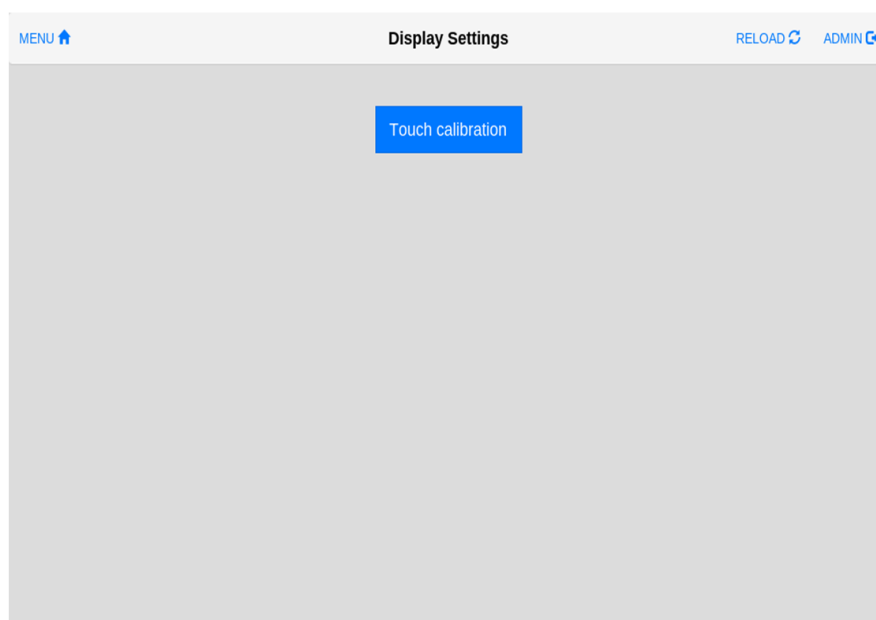 MENU
Display Settings
RELOAD
ADMIN
Touch calibration